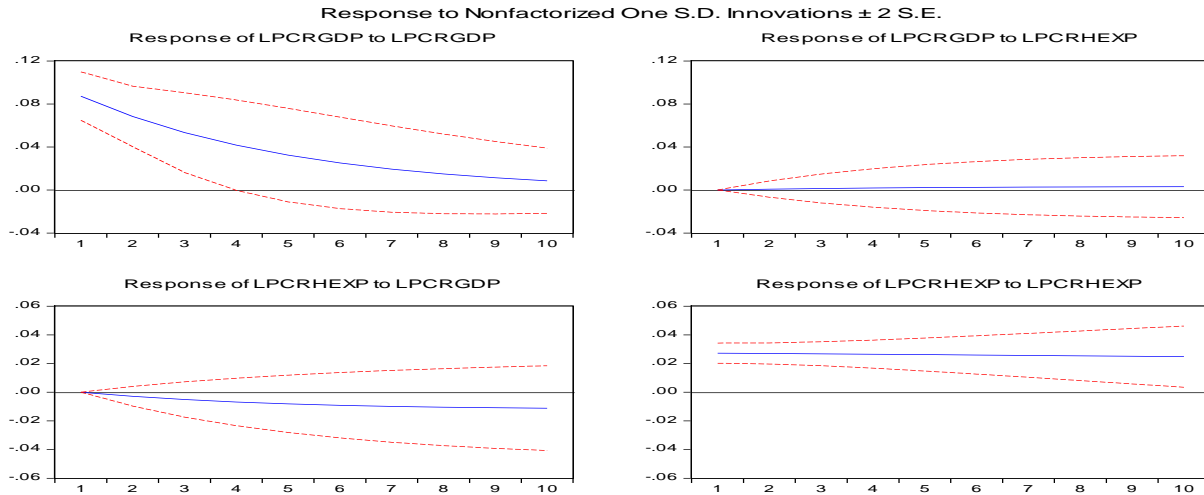 Response to Nonfactorized One S.D. Innovations ± 2 S.E.
Response of LPCRGDP to LPCRGDP
.12
.08
.04
.00
-.04
1 2 3 4 5 6 7 8 9 10
Response of LPCRGDP to LPCRHEXP
.12
.08
.04
.00
-.04
1 2 3 4 5 6 7 8 9 10
Response of LPCRHEXP to LPCRGDP
.06
.04
.02
.00
-.02
-.04
-.06
1 2 3 4 5 6 7 8 9 10
Response of LPCRHEXP to LPCRHEXP
.06
.04
.02
.00
-.02
-.04
-.06
1 2 3 4 5 6 7 8 9 10